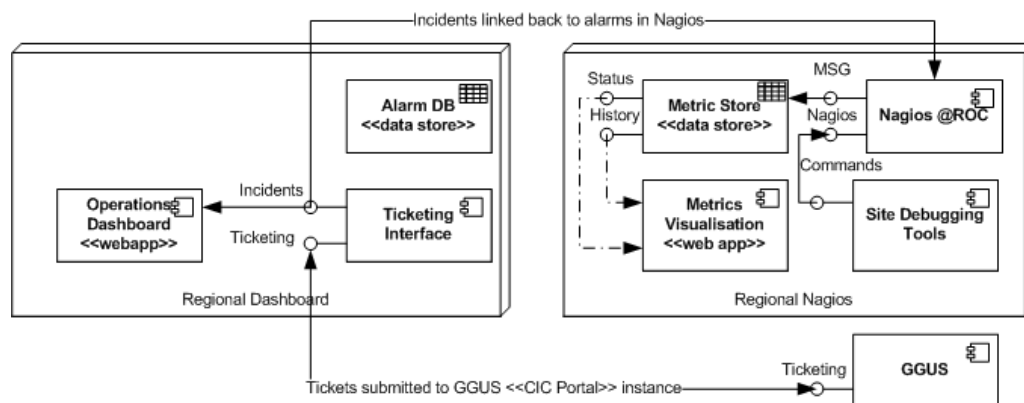 Incidents linked back to alarms in Nagios
Alarm DB
<<data store>>
Operations
Dashboard
<<webapp>>
Incidents
Ticketing
Ticketing
Interface
Regional Dashboard
Status
History
Metric Store
<<data store>>
MSG
Nagios
Nagios @ROC
Commands
Metrics
Visualisation
<<web app>>
Site Debugging
Tools
Regional Nagios
Tickets submitted to GGUS <<CIC Portal>> instance
Ticketing
GGUS